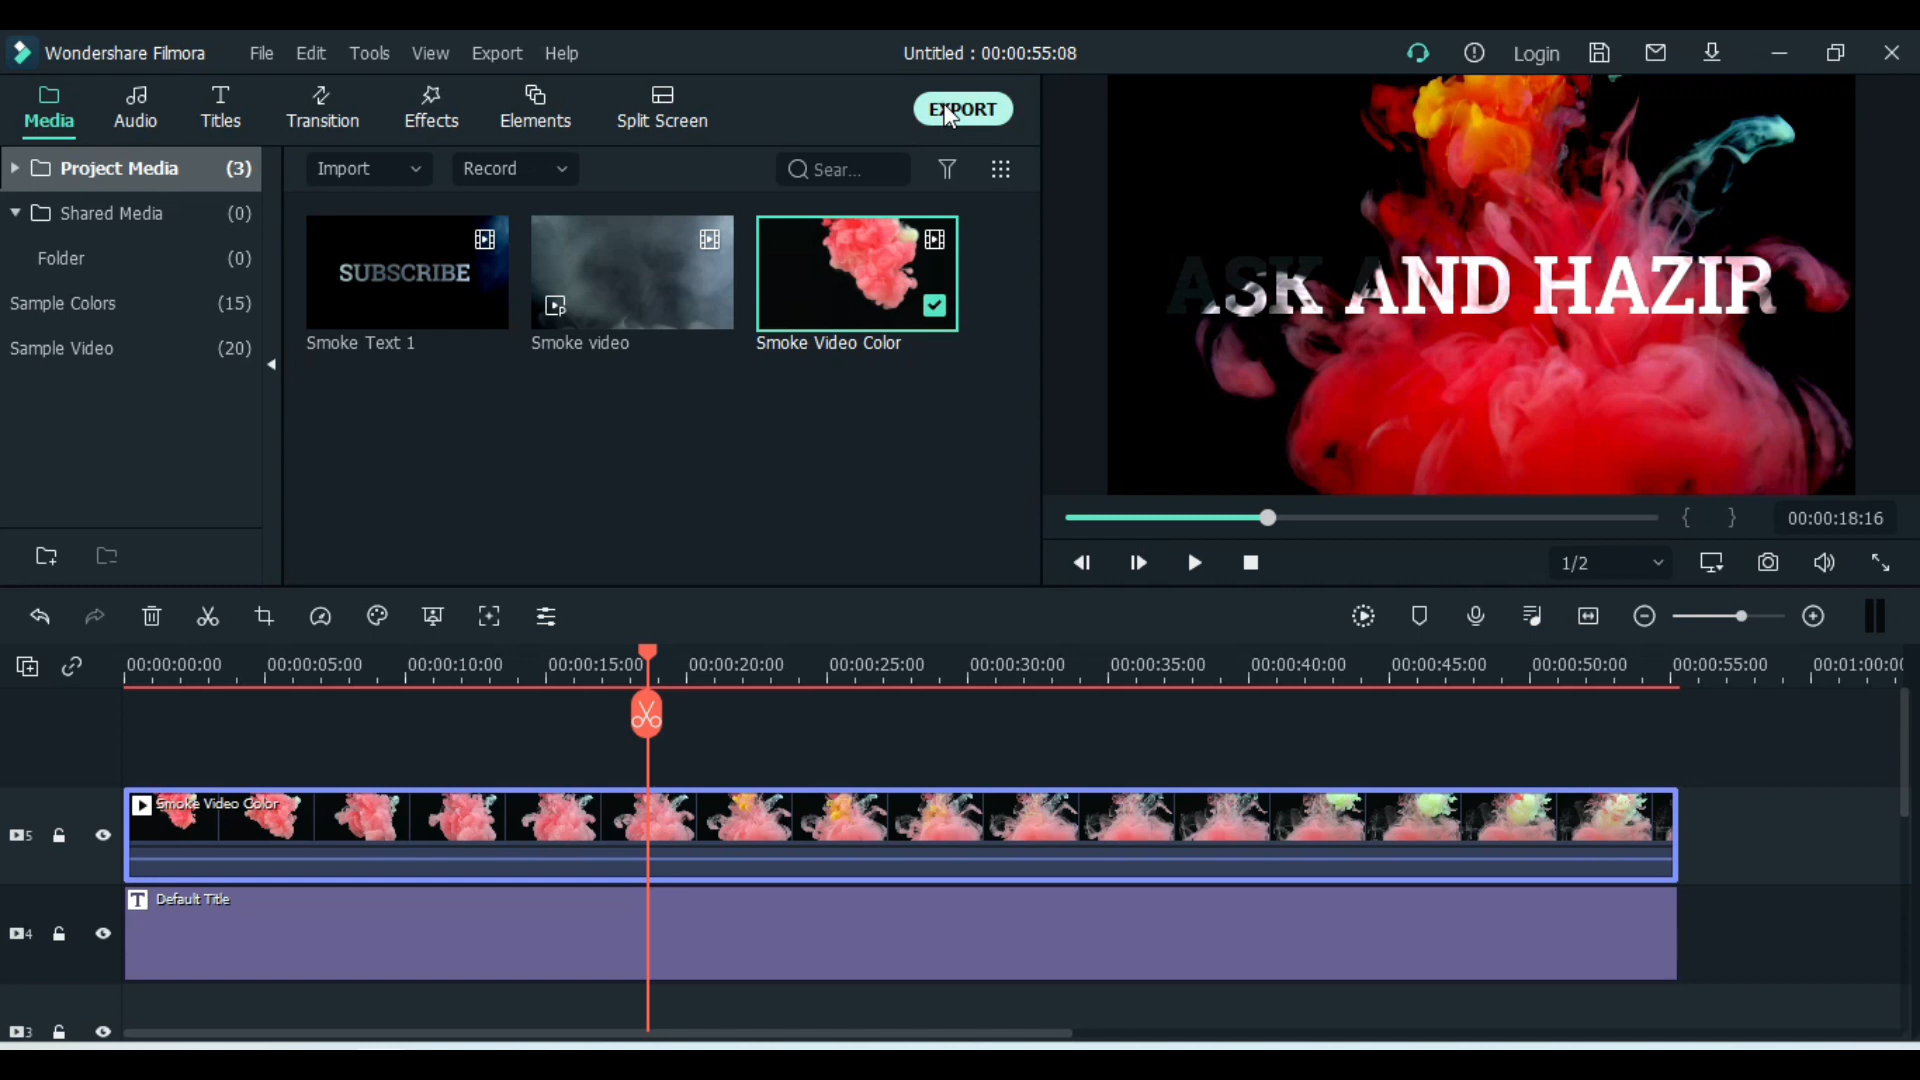 Wondershare Filmora File Edit Tools View Export Help Untitled : 00:00:55:08 Login
Media Audio Titles Transition Effects Elements Split Screen EXPORT
Project Media (3)
Import Record Sear...
Shared Media (0)
Folder (0)
Sample Colors (15)
Sample Video (20)
SUBSCRIBE
Smoke Text 1 Smoke video Smoke Video Color
ASK AND HAZIR
{ } 00:00:18:16
1/2
00:00:00:00 00:00:05:00 00:00:10:00 00:00:15:00 00:00:20:00 00:00:25:00 00:00:30:00 00:00:35:00 00:00:40:00 00:00:45:00 00:00:50:00 00:00:55:00 00:01:00:0
Smoke Video Color
5
Default Title
4
3